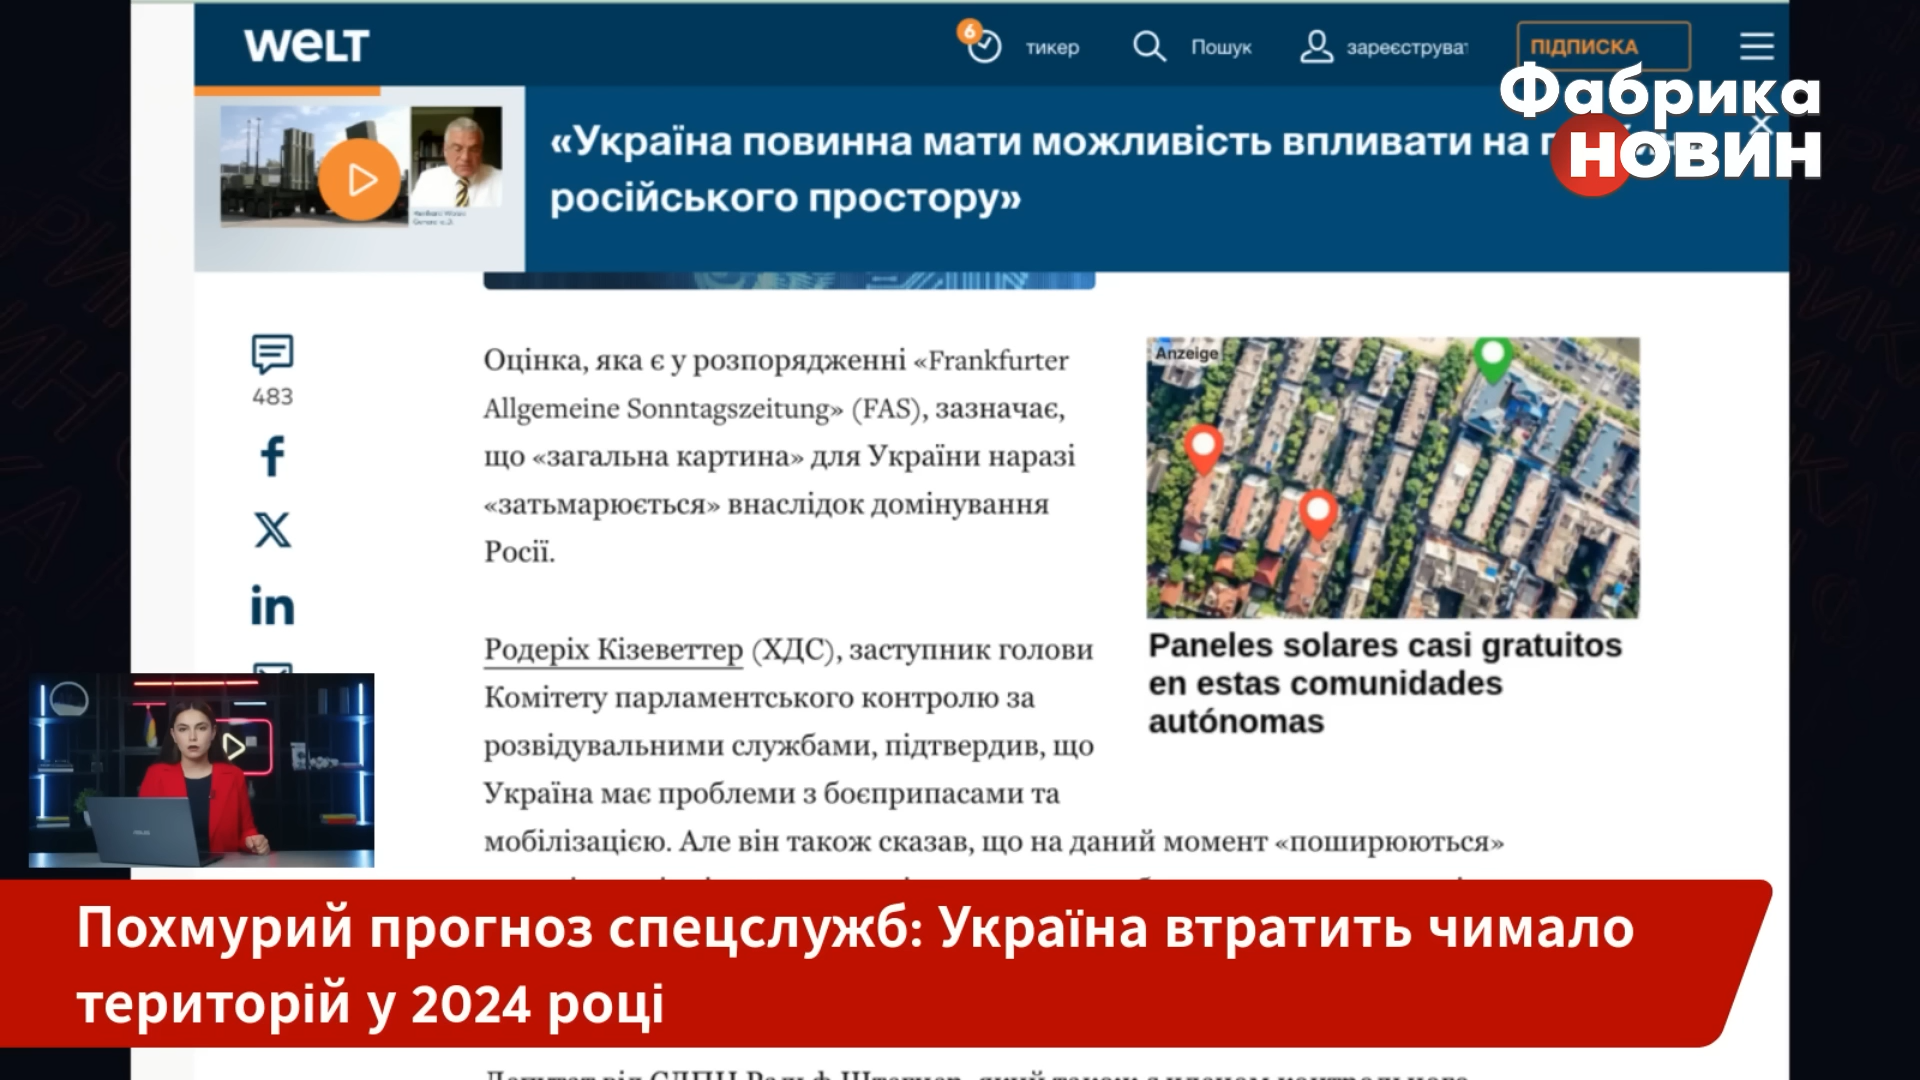 WELT
6
тикер
Пошук
зареєструват
ПІДПИСКА
Фабрика
НОВИН
«Україна повинна мати можливість впливати на
російського простору»
483
Оцінка, яка є у розпорядженні «Frankfurter
Allgemeine Sonntagszeitung» (FAS), зазначає,
що «загальна картина» для України наразі
«затьмарюється» внаслідок домінування
Росії.
Anzeige
Paneles solares casi gratuitos
en estas comunidades
autónomas
Родеріх Кізеветтер (ХДС), заступник голови
Комітету парламентського контролю за
розвідувальними службами, підтвердив, що
Україна має проблеми з боєприпасами та
мобілізацією. Але він також сказав, що на даний момент «поширюються»
Похмурий прогноз спецслужб: Україна втратить чимало
територій у 2024 році